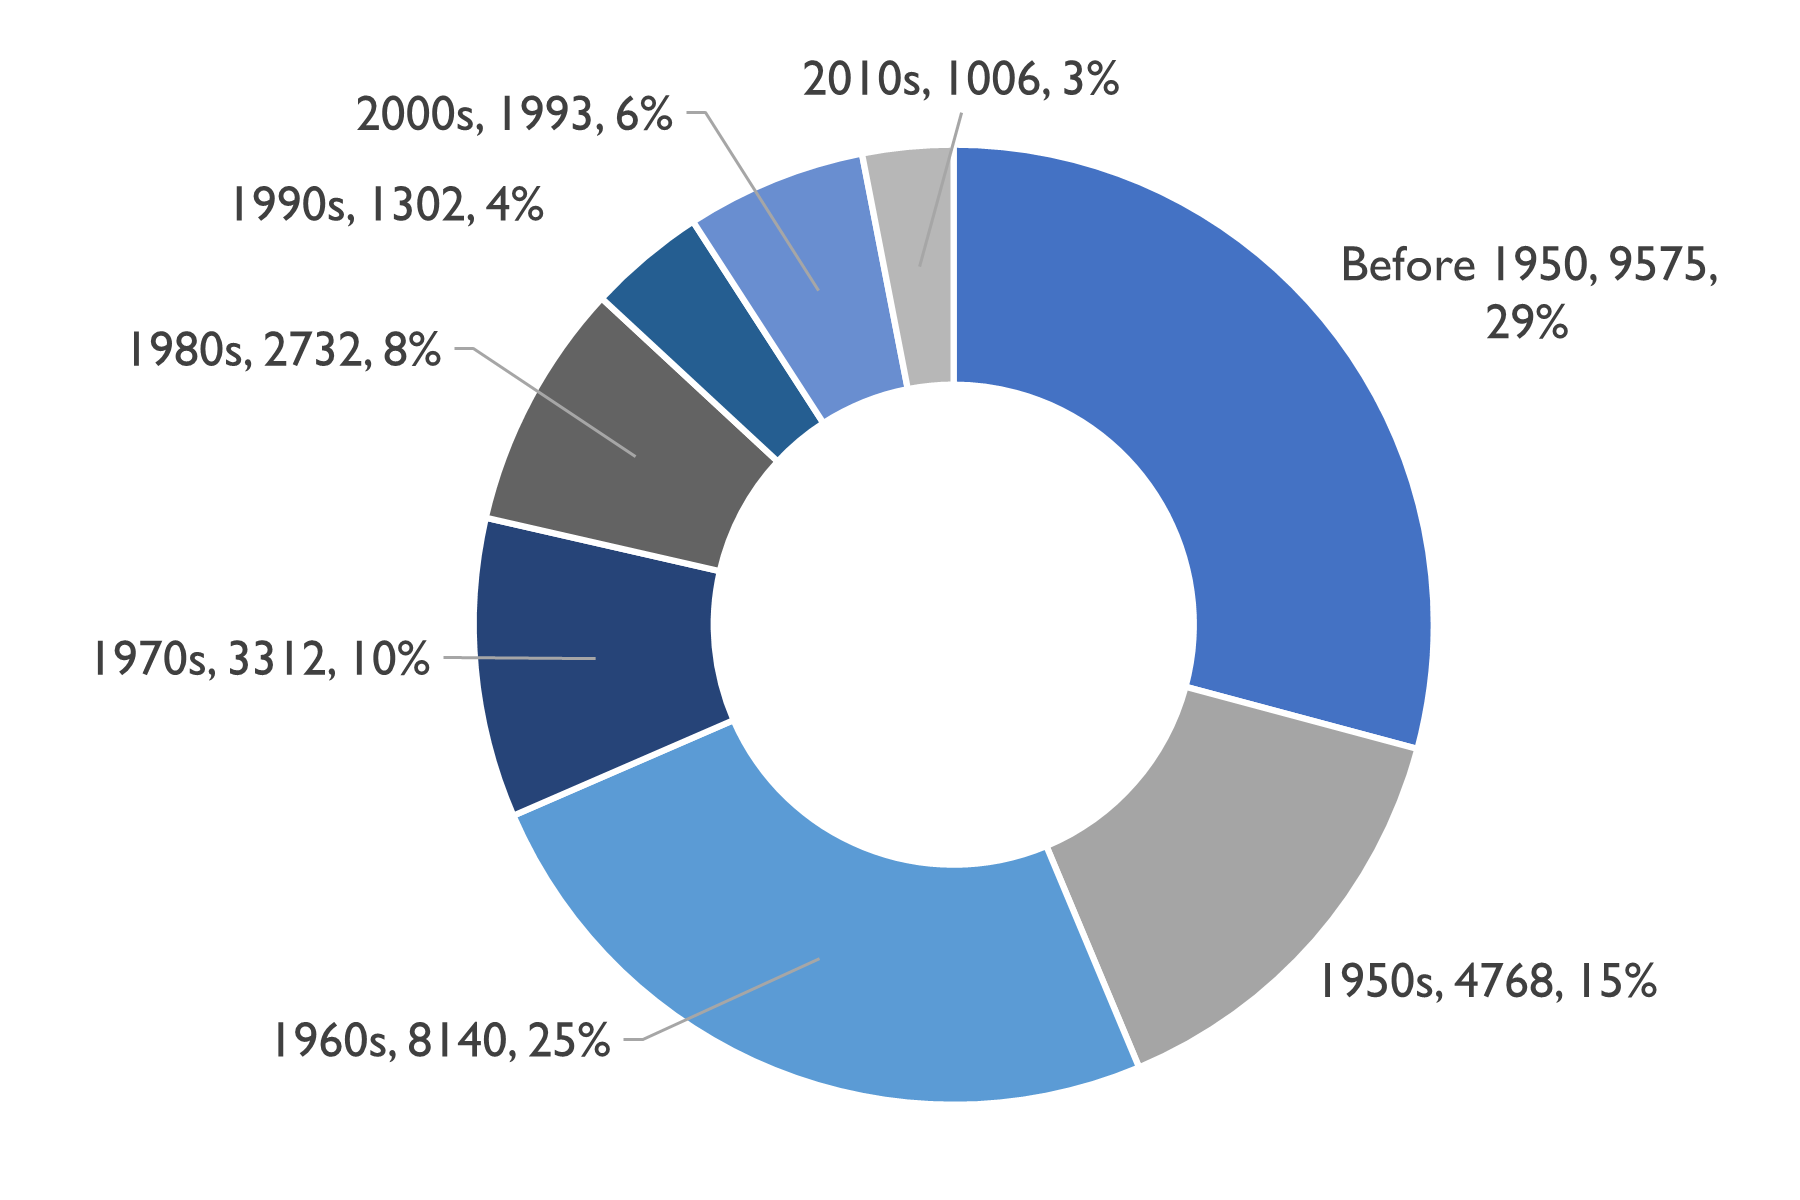 2010s, 1006, 3%
2000s, 1993, 6%
1990s, 1302, 4%
Before 1950, 9575,
29%
1980s, 2732, 8%
1970s, 3312, 10%
1950s, 4768, 15%
1960s, 8140, 25%